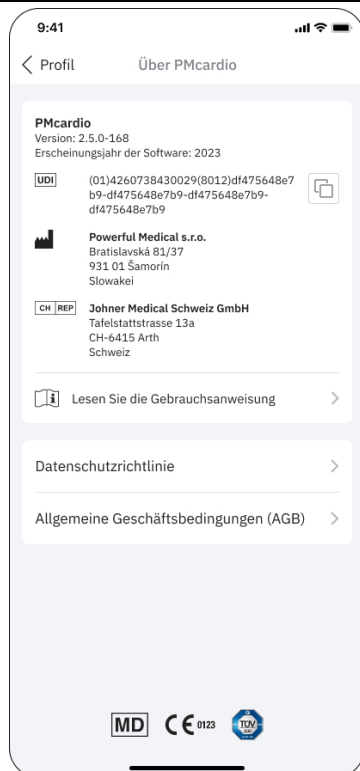 9:41
Profil
Über PMcardio
PMcardio
Version: 2.5.0-168
Erscheinungsjahr der Software: 2023
UDI
(01)4260738430029(8012)df475648e7
b9-df475648e7b9-df475648e7b9-
df475648e7b9
Powerful Medical s.r.o.
Bratislavská 81/37
931 01 Šamorín
Slowakei
CH REP
Johner Medical Schweiz GmbH
Tafelstattstrasse 13a
CH-6415 Arth
Schweiz
Lesen Sie die Gebrauchsanweisung
Datenschutzrichtlinie
Allgemeine Geschäftsbedingungen (AGB)
MD CE 0123 TÜV